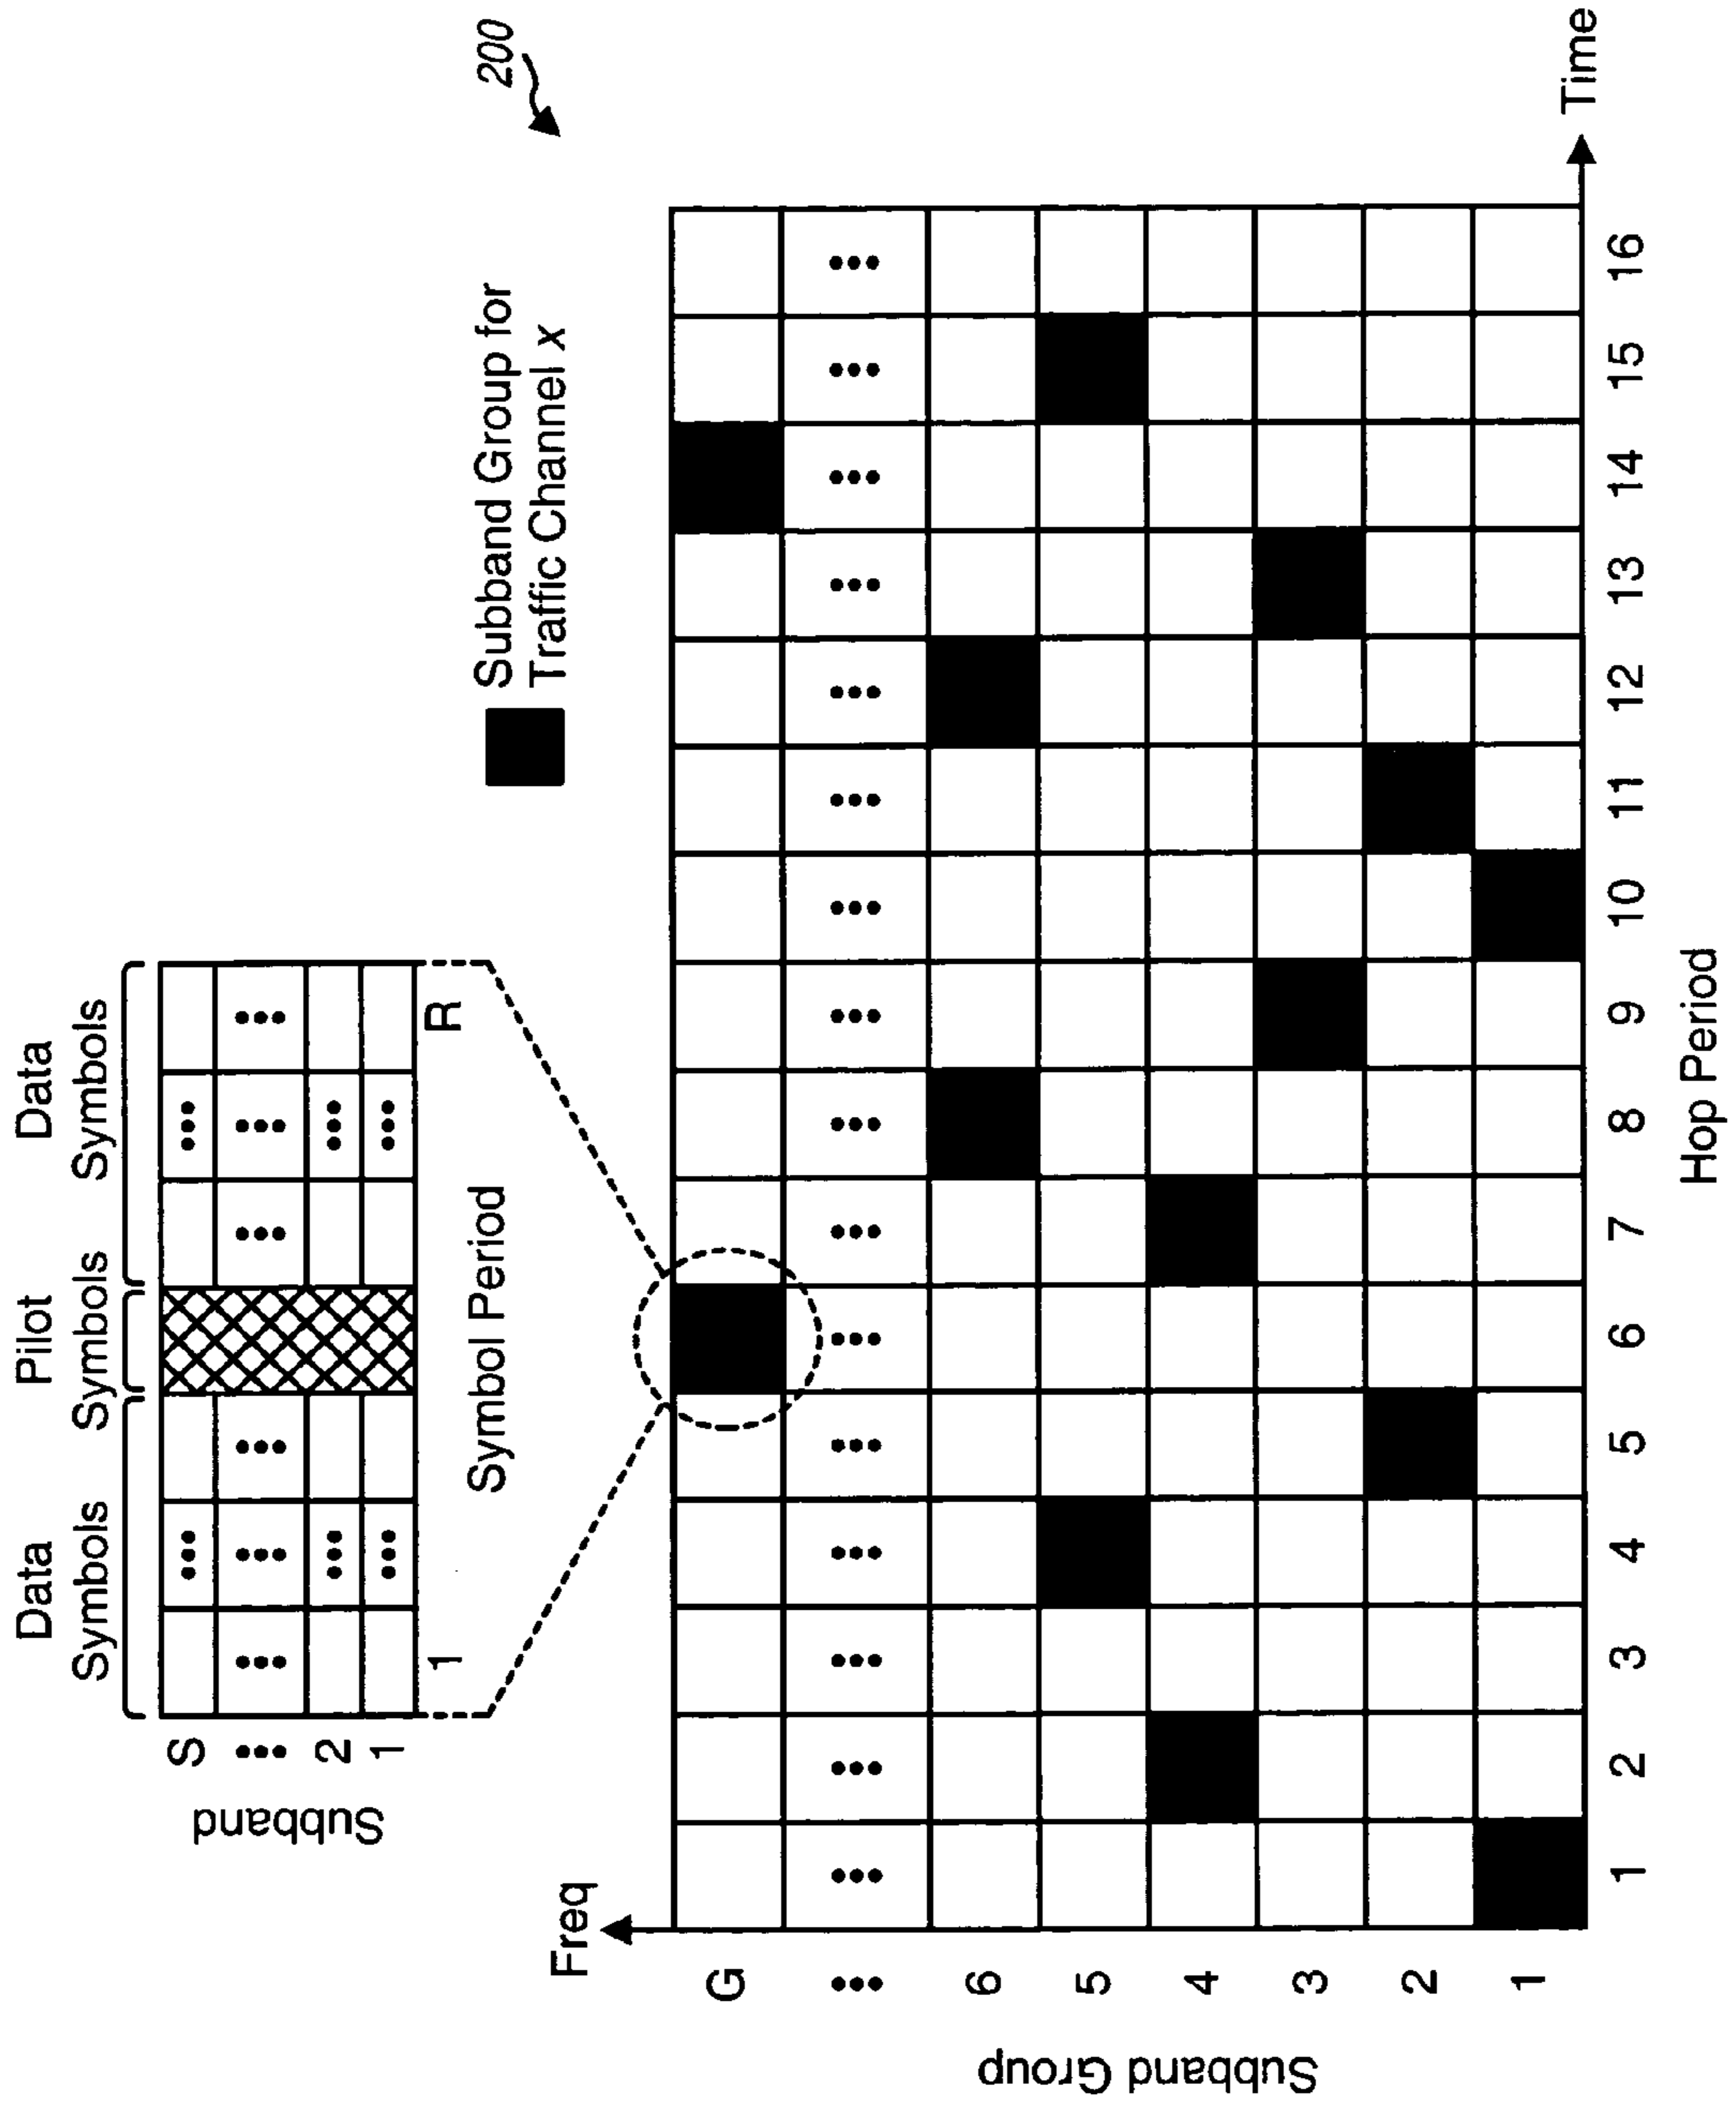 200
Data
Symbols
Pilot
Symbols
Data
Symbols
Subband
S
•••
2
1
1
R
Symbol Period
Subband Group for
Traffic Channel x
Freq
Subband Group
G
•••
6
5
4
3
2
1
1 2 3 4 5 6 7 8 9 10 11 12 13 14 15 16
Time
Hop Period